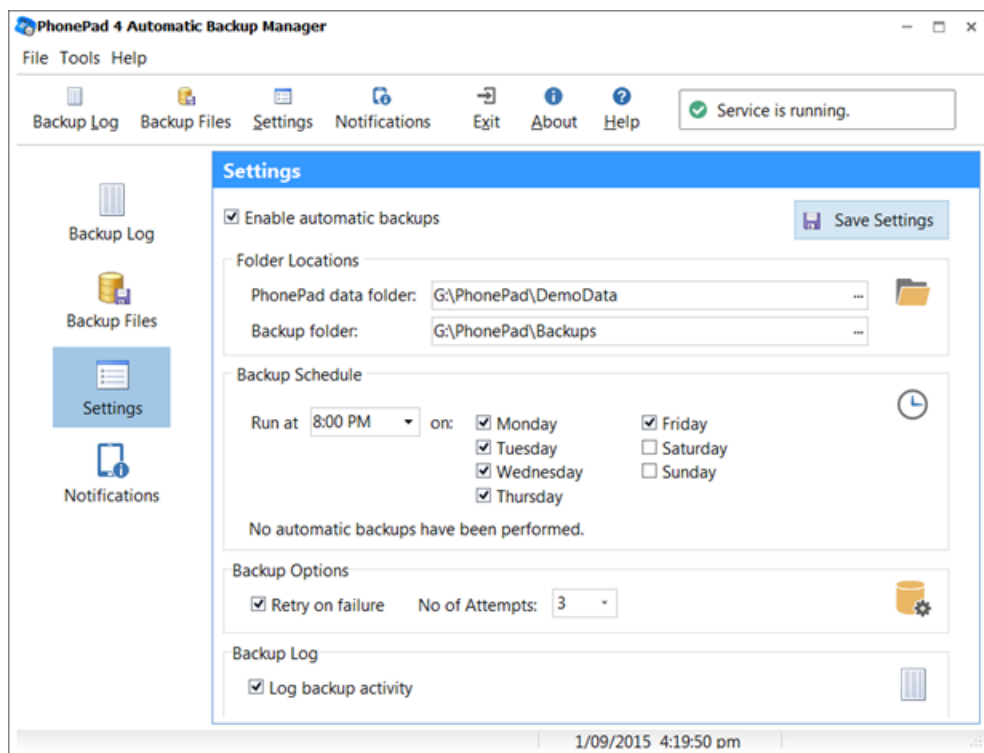 PhonePad 4 Automatic Backup Manager
File Tools Help
Backup Log Backup Files Settings Notifications Exit About Help Service is running.
Backup Log
Backup Files
Settings
Notifications
Settings
Enable automatic backups Save Settings
Folder Locations
PhonePad data folder: G:\PhonePad\DemoData ...
Backup folder: G:\PhonePad\Backups ...
Backup Schedule
Run at 8:00 PM on: Monday Friday
Tuesday Saturday
Wednesday Sunday
Thursday
No automatic backups have been performed.
Backup Options
Retry on failure No of Attempts: 3
Backup Log
Log backup activity
1/09/2015 4:19:50 pm